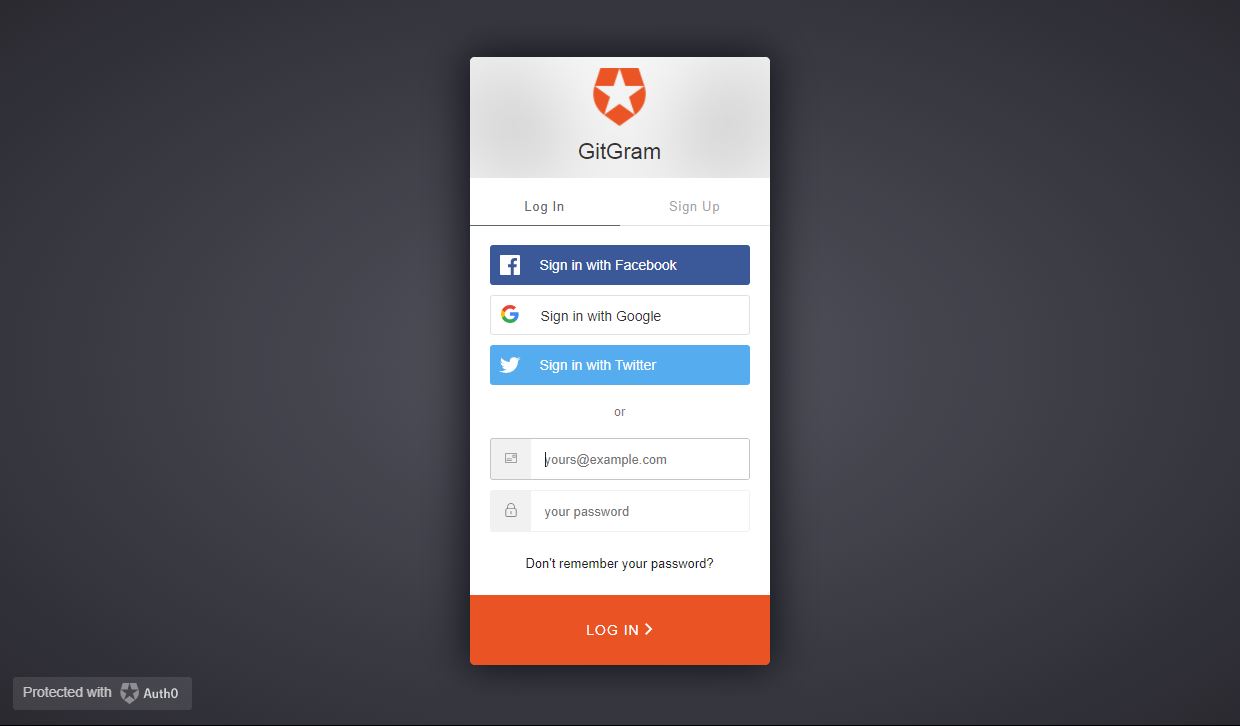 GitGram
Log In
Sign Up
Sign in with Facebook
Sign in with Google
Sign in with Twitter
or
yours@example.com
your password
Don't remember your password?
LOG IN
Protected with Auth0